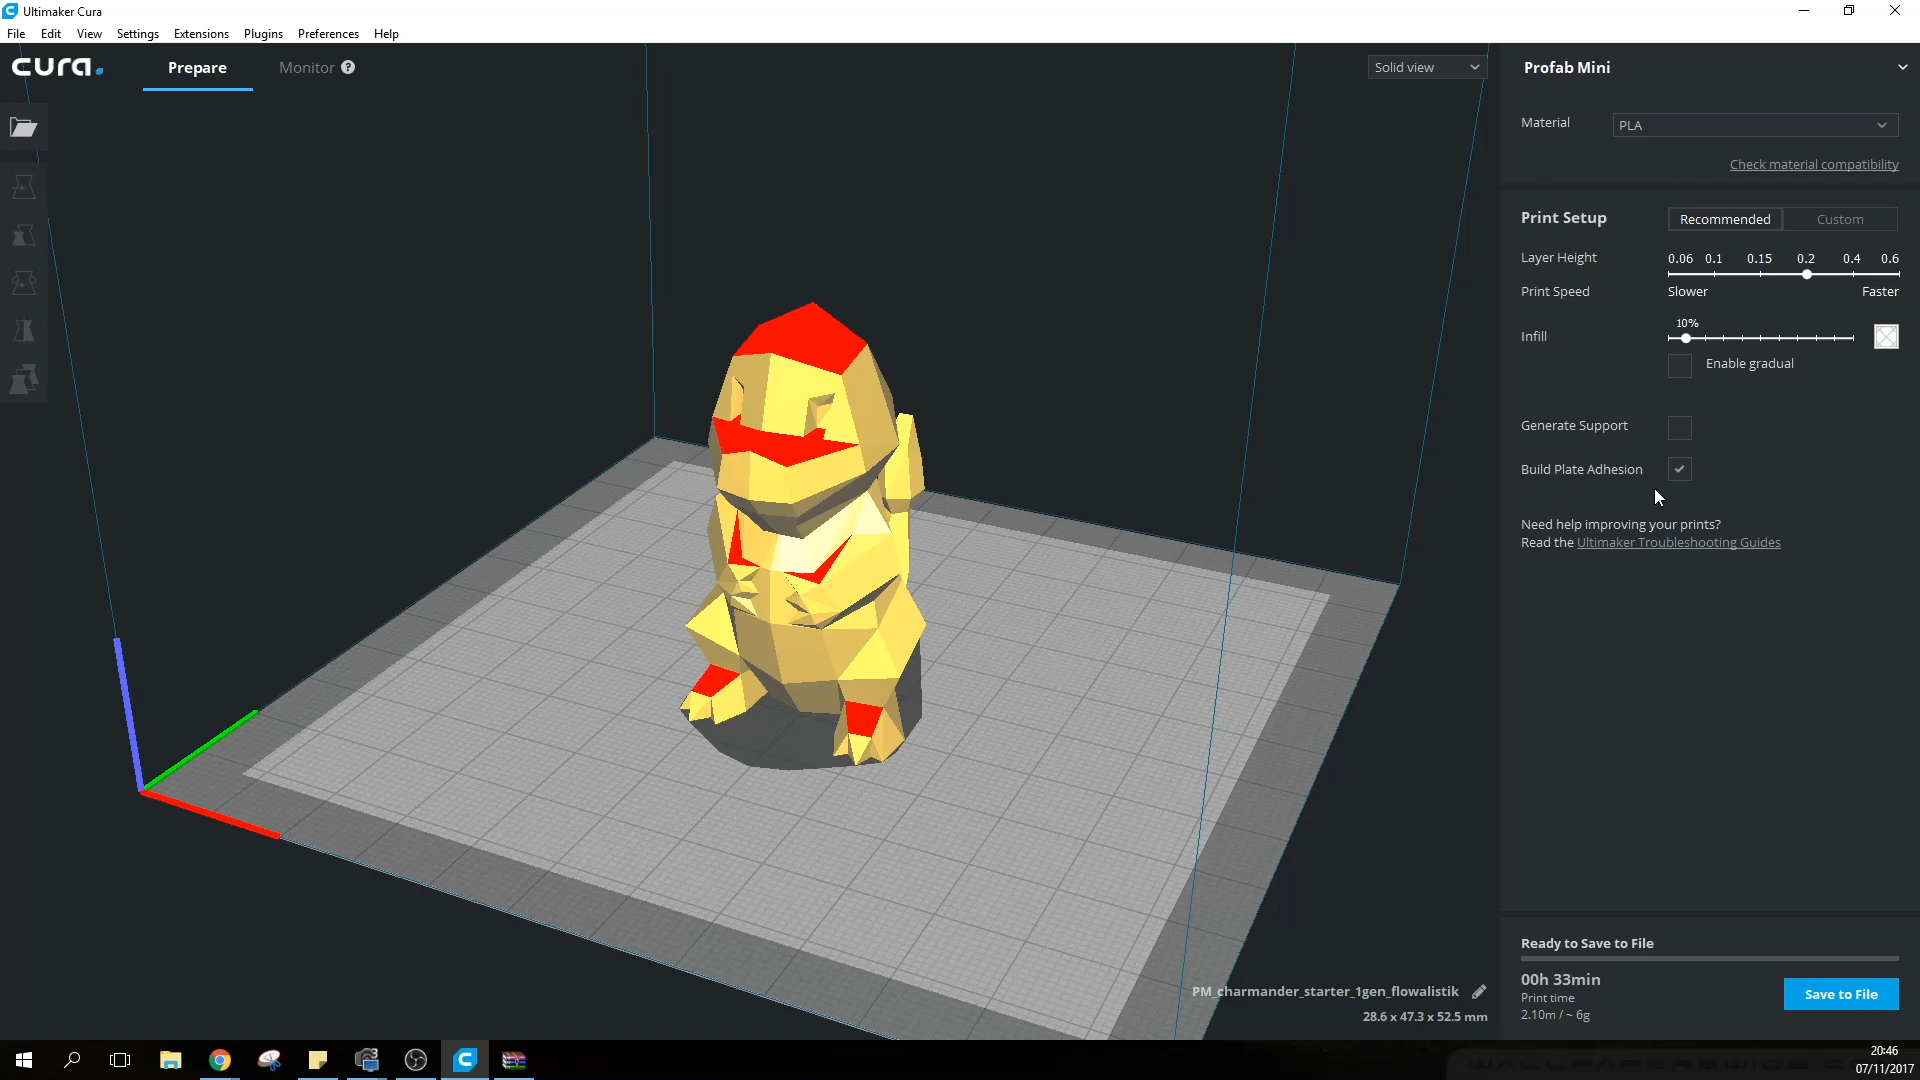 Ultimaker Cura
File Edit View Settings Extensions Plugins Preferences Help
cura. Prepare Monitor ?
Solid view
Profab Mini
Material PLA
Check material compatibility
Print Setup Recommended Custom
Layer Height 0.06 0.1 0.15 0.2 0.4 0.6
Print Speed Slower Faster
10%
Infill
Enable gradual
Generate Support
Build Plate Adhesion
Need help improving your prints?
Read the Ultimaker Troubleshooting Guides
PM_charmander_starter_1gen_flowalistik
28.6 x 47.3 x 52.5 mm
Ready to Save to File
00h 33min
Print time
2.10m / ~ 6g
Save to File
20:46
07/11/2017